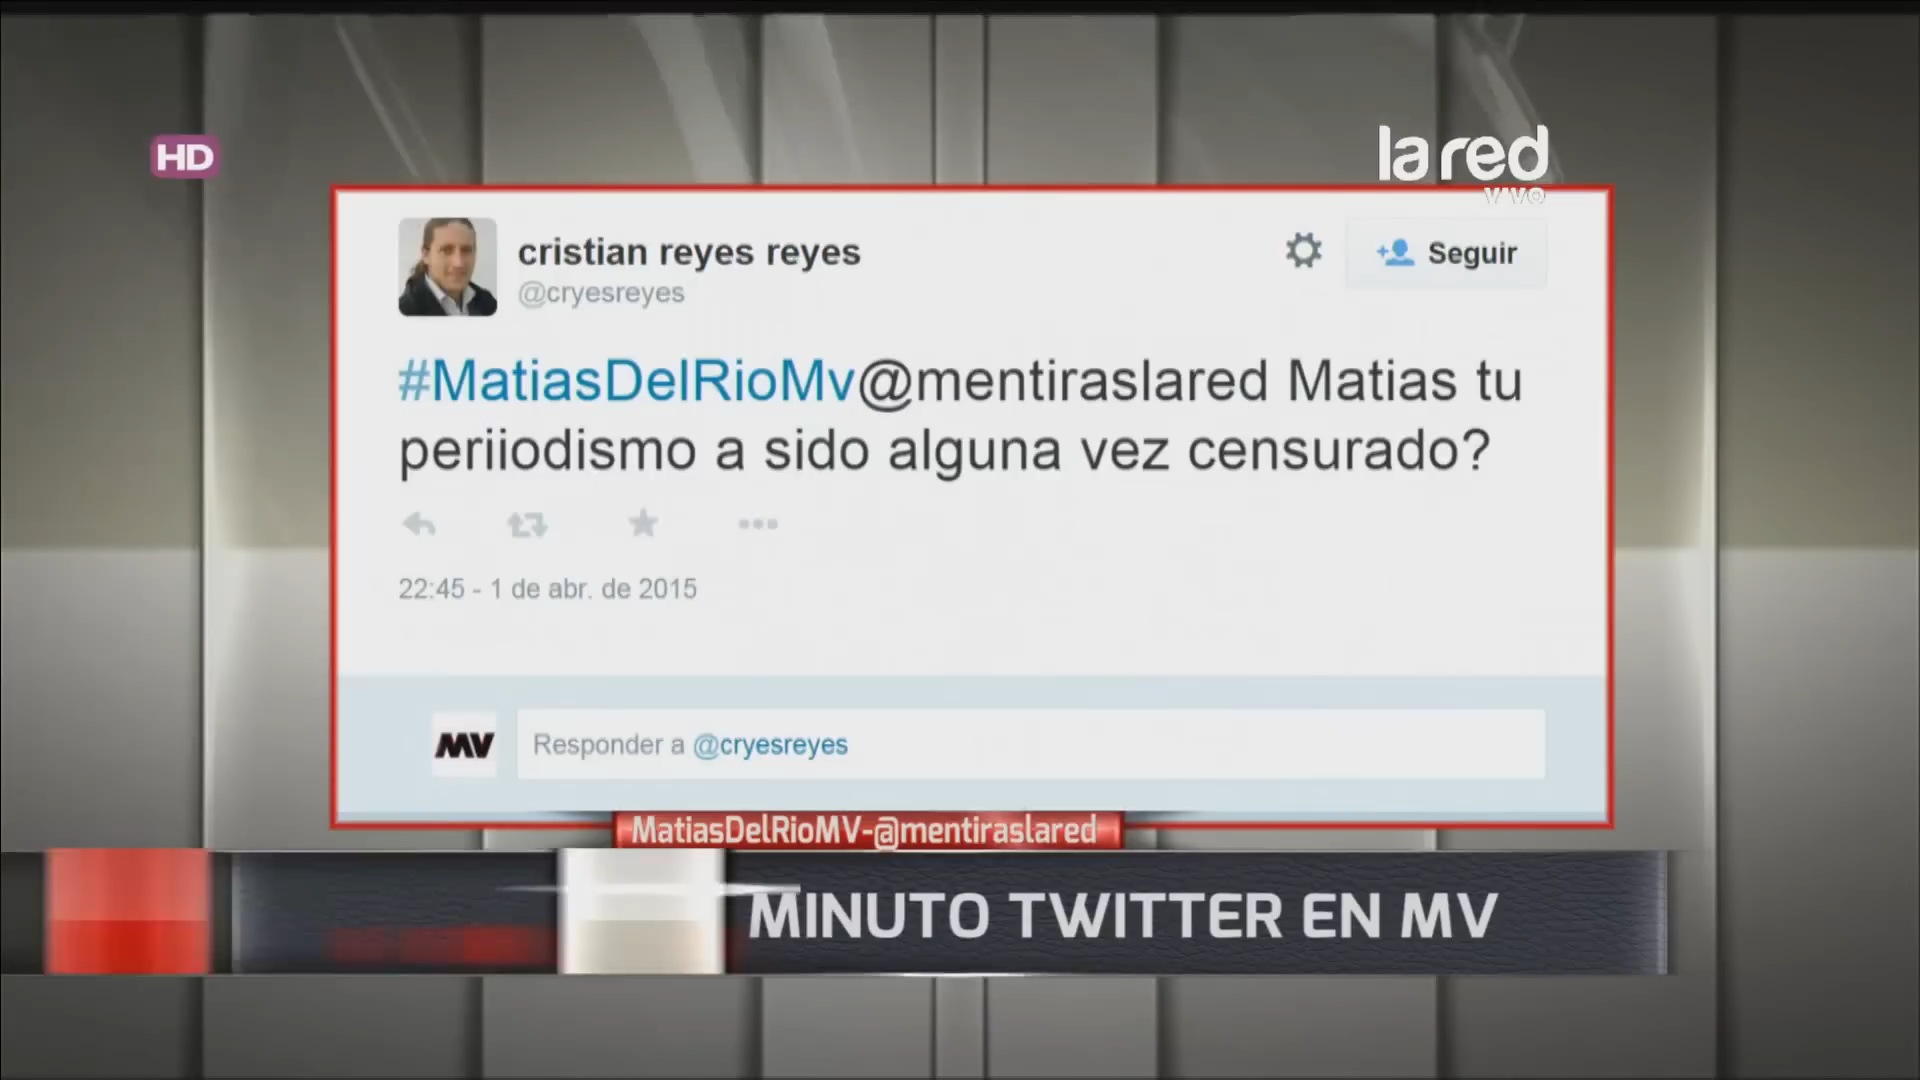 HD
la red
VIVO
cristian reyes reyes
@cryesreyes
Seguir
#MatiasDelRioMv@mentiraslared Matias tu
periiodismo a sido alguna vez censurado?
22:45 - 1 de abr. de 2015
MV
Responder a @cryesreyes
MatiasDelRioMV-@mentiraslared
MINUTO TWITTER EN MV